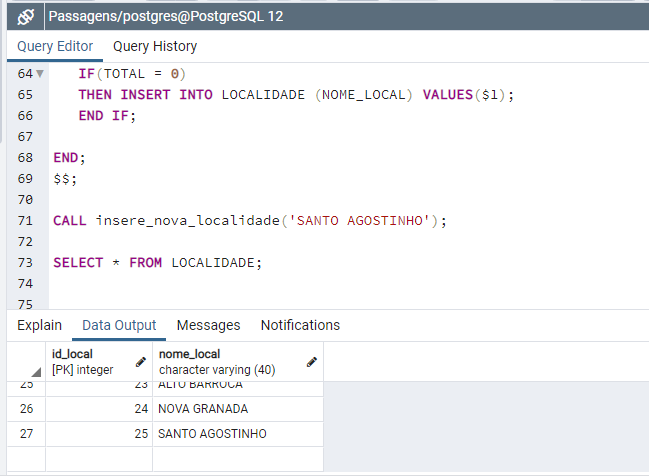 Passagens/postgres@PostgreSQL 12
Query Editor Query History
64 IF(TOTAL = 0)
65 THEN INSERT INTO LOCALIDADE (NOME_LOCAL) VALUES($1);
66 END IF;
67
68 END;
69 $$;
70
71 CALL insere_nova_localidade('SANTO AGOSTINHO');
72
73 SELECT * FROM LOCALIDADE;
74
75
Explain Data Output Messages Notifications
id_local nome_local
[PK] integer character varying (40)
25 23 ALTO BARROCA
26 24 NOVA GRANADA
27 25 SANTO AGOSTINHO